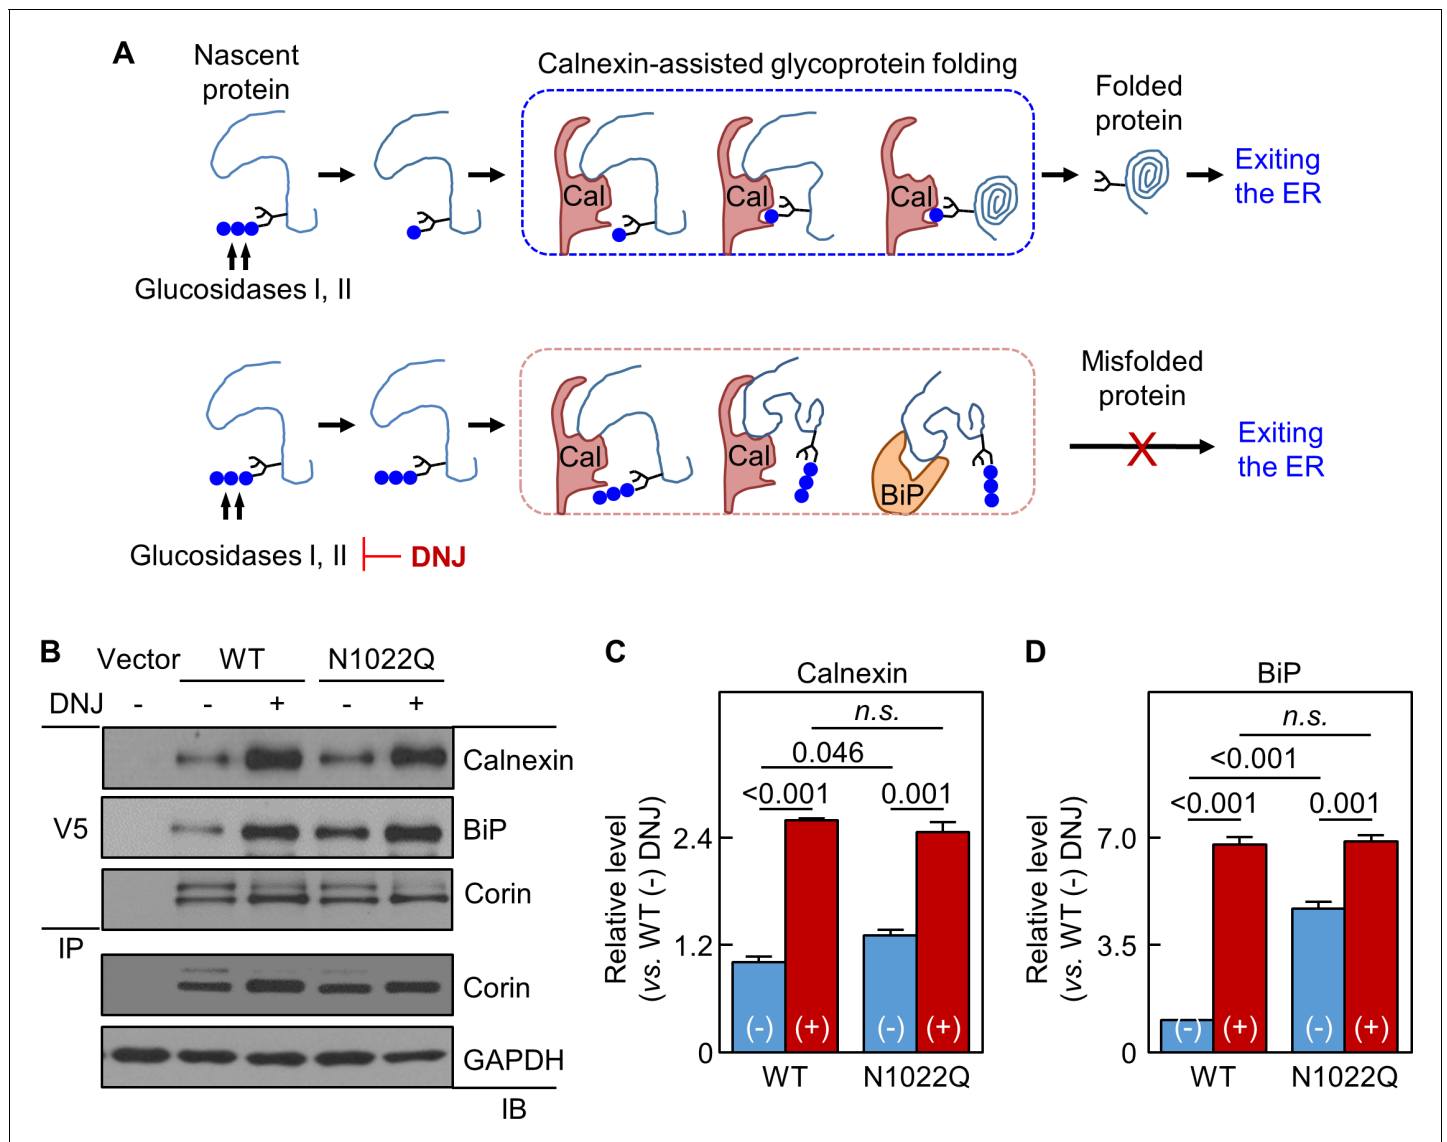 A
Nascent
protein
Calnexin-assisted glycoprotein folding
Folded
protein
Cal
Cal
Cal
Exiting
the ER
Glucosidases I, II
Misfolded
protein
Cal
Cal
BiP
X
Exiting
the ER
Glucosidases I, II
DNJ
B
Vector
WT
N1022Q
DNJ
-
-
+
-
+
V5
Calnexin
BiP
Corin
IP
Corin
GAPDH
IB
C
Calnexin
n.s.
0.046
<0.001
0.001
Relative level
(vs. WT (-) DNJ)
2.4
1.2
0
(-)
(+)
(-)
(+)
WT
N1022Q
D
BiP
n.s.
<0.001
<0.001
0.001
Relative level
(vs. WT (-) DNJ)
7.0
3.5
0
(-)
(+)
(-)
(+)
WT
N1022Q